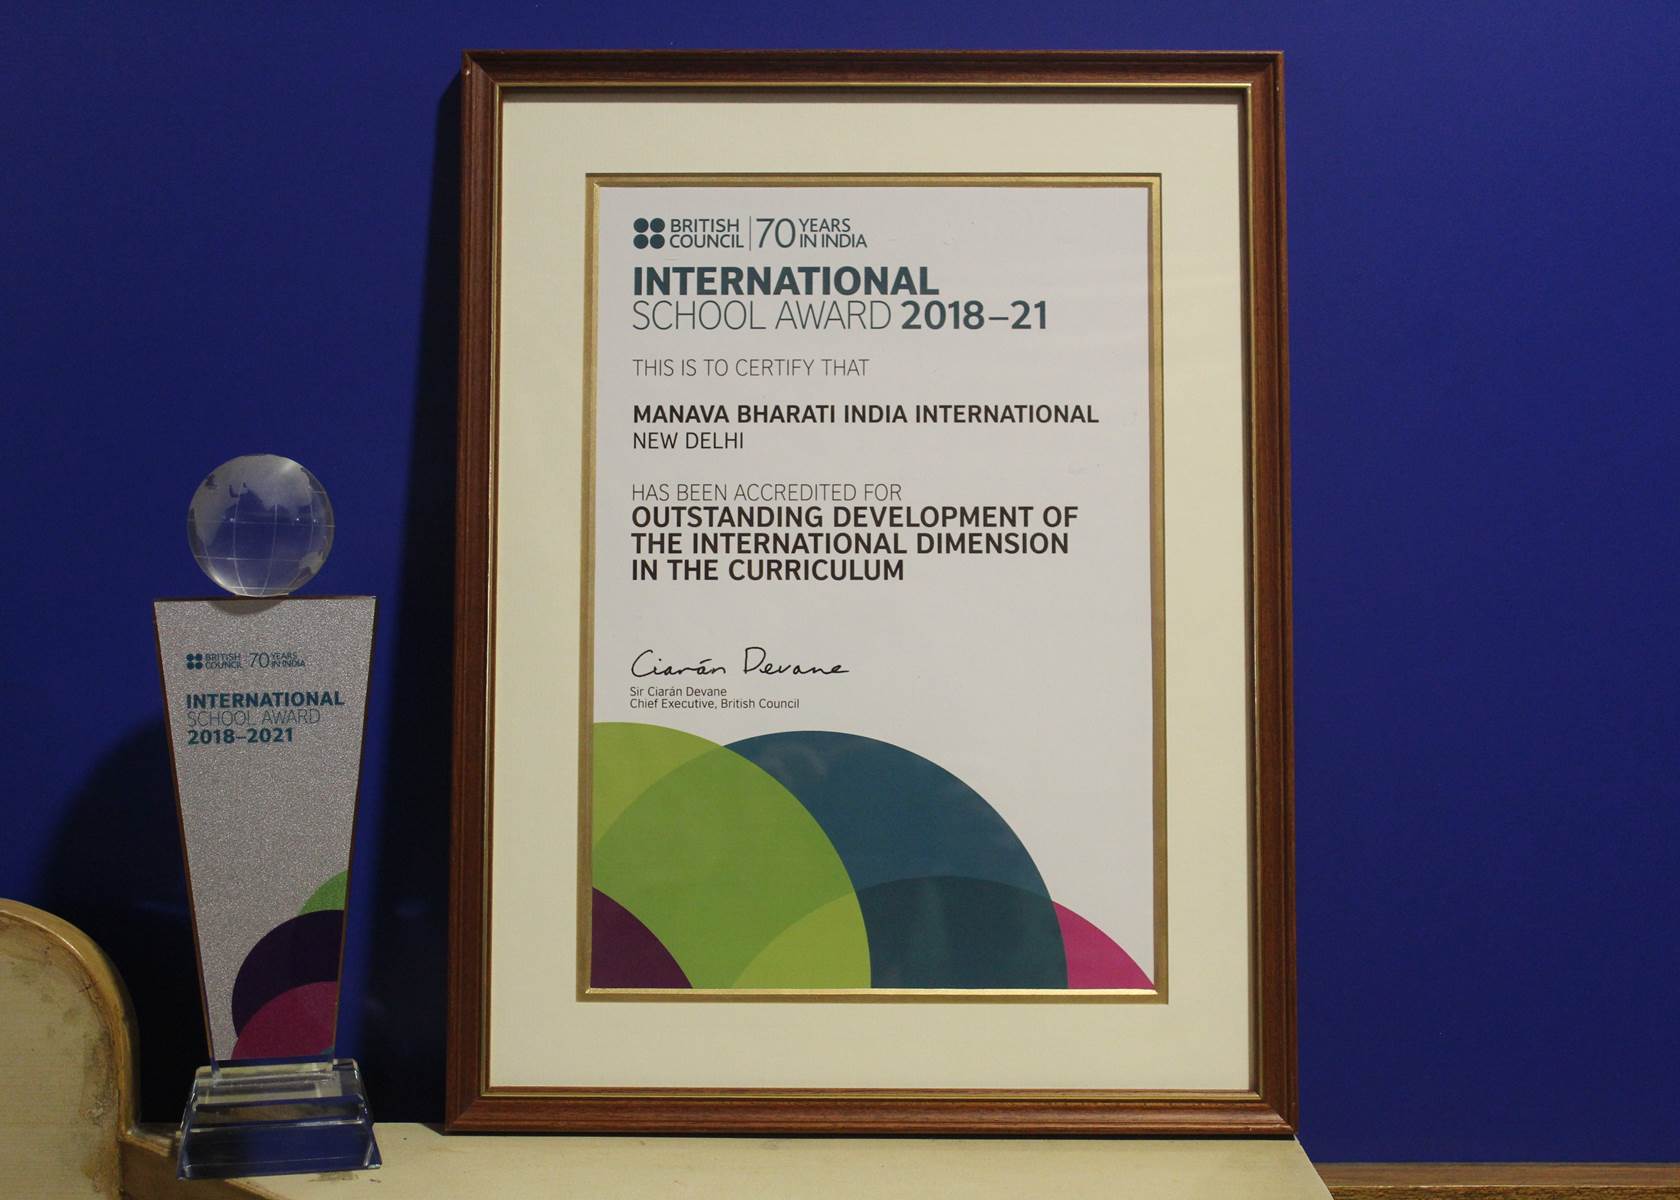 BRITISH COUNCIL | 70 YEARS IN INDIA
INTERNATIONAL
SCHOOL AWARD 2018–21
THIS IS TO CERTIFY THAT
MANAVA BHARATI INDIA INTERNATIONAL
NEW DELHI
HAS BEEN ACCREDITED FOR
OUTSTANDING DEVELOPMENT OF
THE INTERNATIONAL DIMENSION
IN THE CURRICULUM
Ciarán Devane
Sir Ciarán Devane
Chief Executive, British Council
BRITISH COUNCIL 70 YEARS IN INDIA
INTERNATIONAL
SCHOOL AWARD
2018–2021